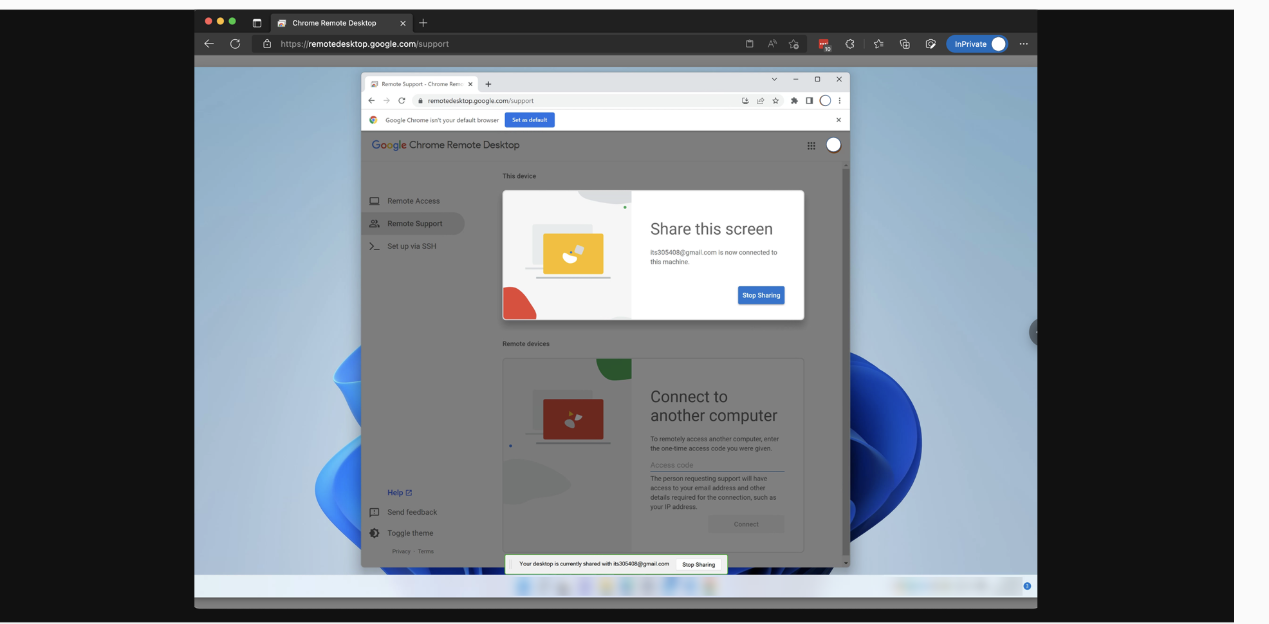 Chrome Remote Desktop
https://remotedesktop.google.com/support
10
InPrivate
Remote Support - Chrome Rem
remotedesktop.google.com/support
Google Chrome isn't your default browser
Set as default
Google Chrome Remote Desktop
This device
Remote Access
Remote Support
Set up via SSH
Share this screen
its305408@gmail.com is now connected to
this machine.
Stop Sharing
Remote devices
Connect to
another computer
To remotely access another computer, enter
the one-time access code you were given.
Access code
The person requesting support will have
access to your email address and other
details required for the connection, such as
your IP address.
Connect
Help
Send feedback
Toggle theme
Privacy · Terms
Your desktop is currently shared with its305408@gmail.com
Stop Sharing